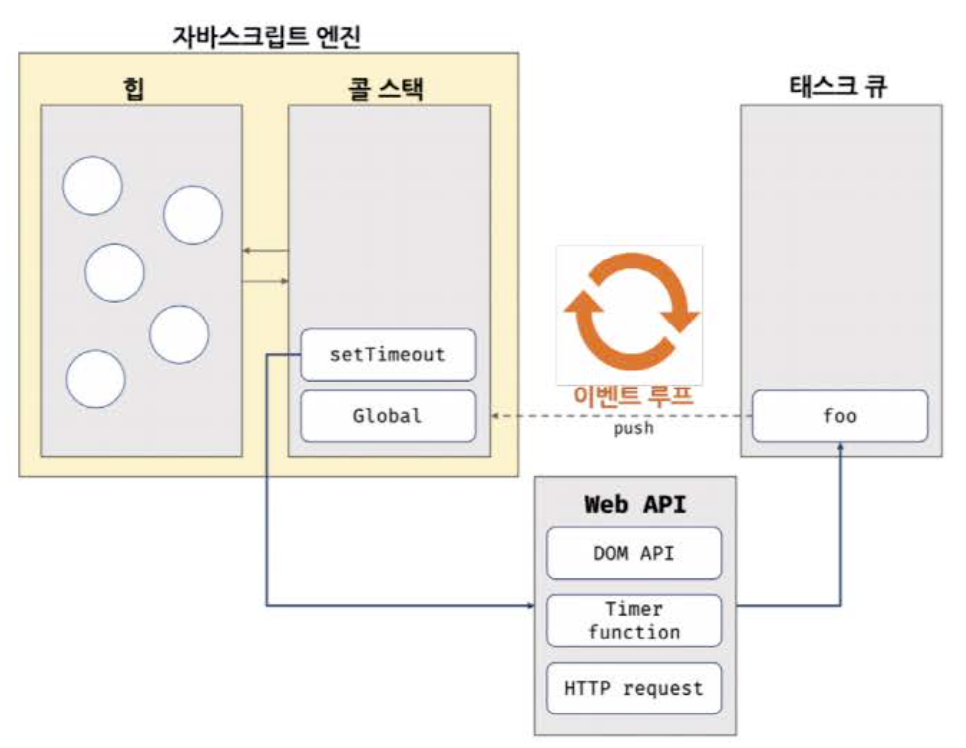 자바스크립트 엔진
힙
콜 스택
태스크 큐
setTimeout
Global
이벤트 루프
push
foo
Web API
DOM API
Timer
function
HTTP request